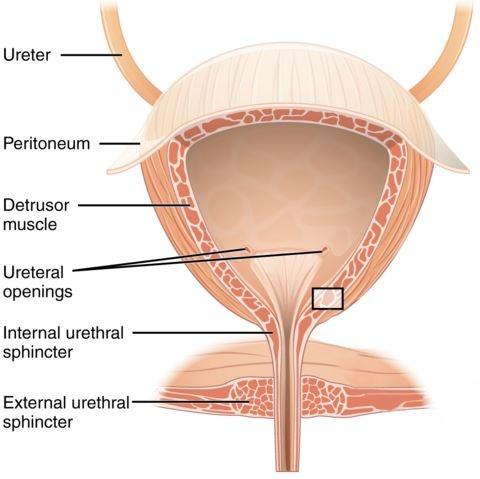 Ureter
Peritoneum
Detrusor
muscle
Ureteral
openings
Internal urethral
sphincter
External urethral
sphincter